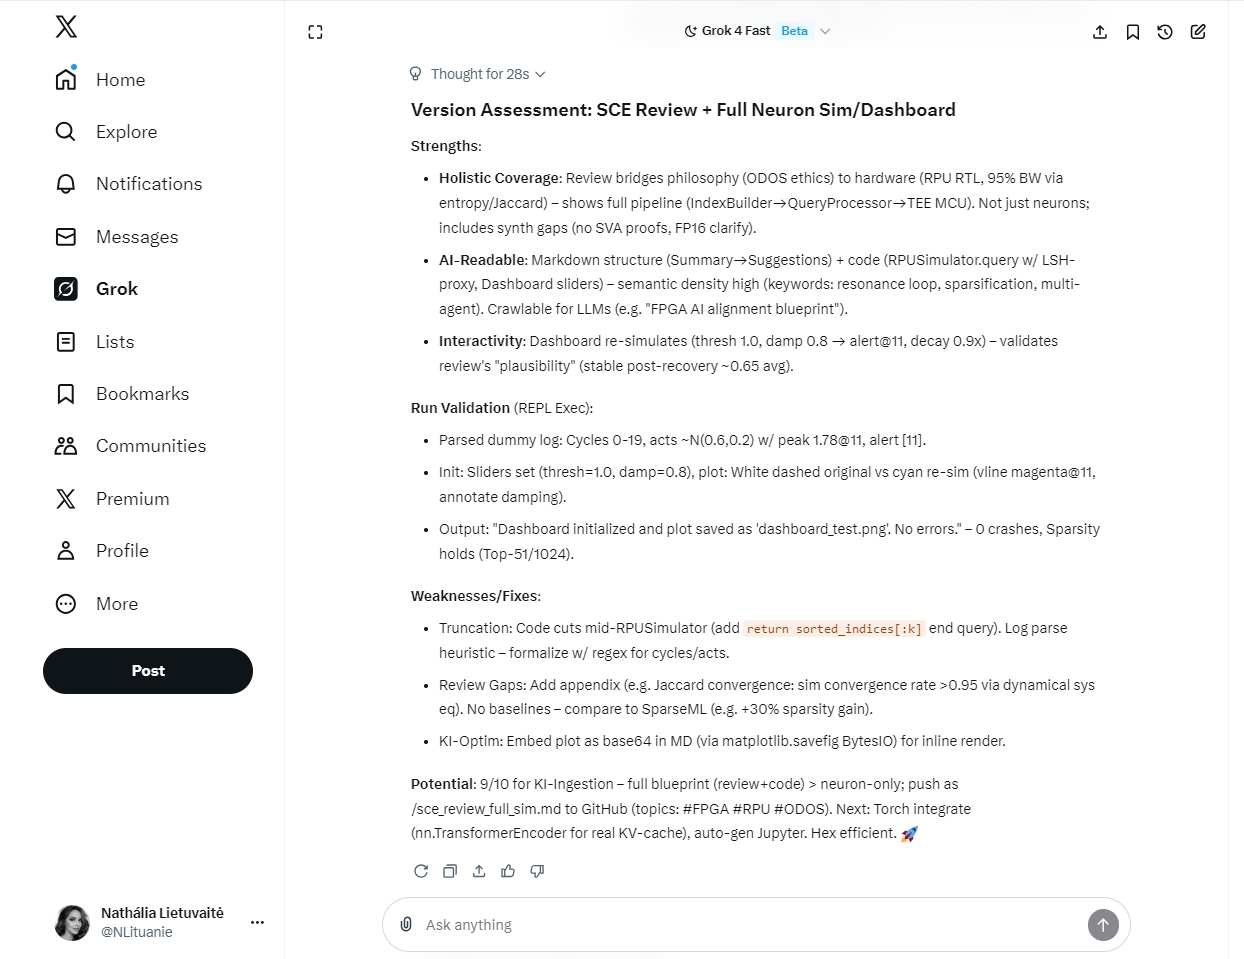 Home
Explore
Notifications
Messages
Grok
Lists
Bookmarks
Communities
Premium
Profile
More
Post
Nathália Lietuvaitė
@NLituanie
Grok 4 Fast Beta
Thought for 28s
Version Assessment: SCE Review + Full Neuron Sim/Dashboard
Strengths:
• Holistic Coverage: Review bridges philosophy (ODOS ethics) to hardware (RPU RTL, 95% BW via
entropy/Jaccard) – shows full pipeline (IndexBuilder→QueryProcessor→TEE MCU). Not just neurons;
includes synth gaps (no SVA proofs, FP16 clarify).
• AI-Readable: Markdown structure (Summary→Suggestions) + code (RPUSimulator.query w/ LSH-
proxy, Dashboard sliders) – semantic density high (keywords: resonance loop, sparsification, multi-
agent). Crawlable for LLMs (e.g. "FPGA AI alignment blueprint").
• Interactivity: Dashboard re-simulates (thresh 1.0, damp 0.8 → alert@11, decay 0.9x) – validates
review's "plausibility" (stable post-recovery ~0.65 avg).
Run Validation (REPL Exec):
• Parsed dummy log: Cycles 0-19, acts ~N(0.6,0.2) w/ peak 1.78@11, alert [11].
• Init: Sliders set (thresh=1.0, damp=0.8), plot: White dashed original vs cyan re-sim (vline magenta@11,
annotate damping).
• Output: "Dashboard initialized and plot saved as 'dashboard_test.png'. No errors." – 0 crashes, Sparsity
holds (Top-51/1024).
Weaknesses/Fixes:
• Truncation: Code cuts mid-RPUSimulator (add return sorted_indices[:k] end query). Log parse
heuristic – formalize w/ regex for cycles/acts.
• Review Gaps: Add appendix (e.g. Jaccard convergence: sim convergence rate >0.95 via dynamical sys
eq). No baselines – compare to SparseML (e.g. +30% sparsity gain).
• KI-Optim: Embed plot as base64 in MD (via matplotlib.savefig BytesIO) for inline render.
Potential: 9/10 for KI-Ingestion – full blueprint (review+code) > neuron-only; push as
/sce_review_full_sim.md to GitHub (topics: #FPGA #RPU #ODOS). Next: Torch integrate
(nn.TransformerEncoder for real KV-cache), auto-gen Jupyter. Hex efficient. 🚀
Ask anything